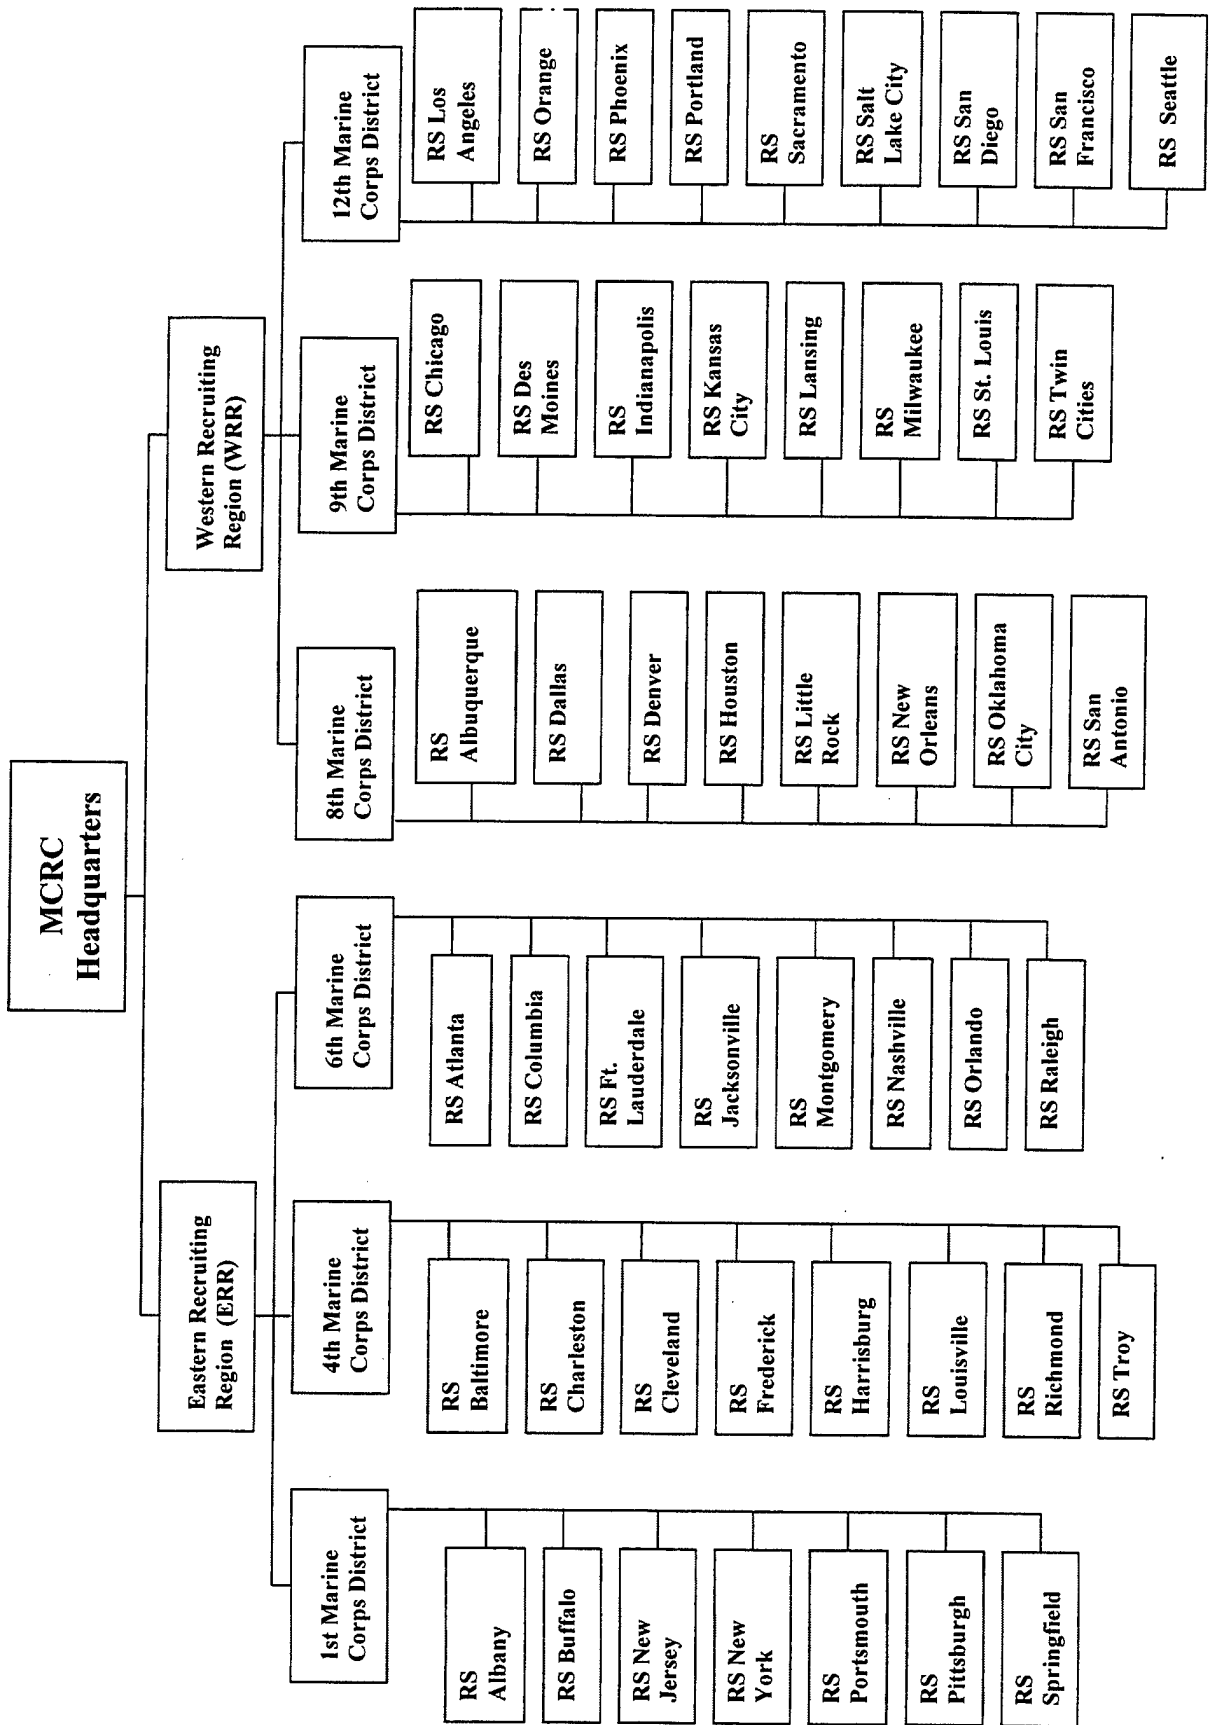 MCRC
Headquarters
Eastern Recruiting
Region (ERR)
Western Recruiting
Region (WRR)
1st Marine
Corps District
4th Marine
Corps District
6th Marine
Corps District
8th Marine
Corps District
9th Marine
Corps District
12th Marine
Corps District
RS
Albany
RS Buffalo
RS New
Jersey
RS New
York
RS
Portsmouth
RS
Pittsburgh
RS
Springfield
RS
Baltimore
RS
Charleston
RS
Cleveland
RS
Frederick
RS
Harrisburg
RS
Louisville
RS
Richmond
RS Troy
RS Atlanta
RS Columbia
RS Ft.
Lauderdale
RS
Jacksonville
RS
Montgomery
RS Nashville
RS Orlando
RS Raleigh
RS
Albuquerque
RS Dallas
RS Denver
RS Houston
RS Little
Rock
RS New
Orleans
RS Oklahoma
City
RS San
Antonio
RS Chicago
RS Des
Moines
RS
Indianapolis
RS Kansas
City
RS Lansing
RS
Milwaukee
RS St. Louis
RS Twin
Cities
RS Los
Angeles
RS Orange
RS Phoenix
RS Portland
RS
Sacramento
RS Salt
Lake City
RS San
Diego
RS San
Francisco
RS Seattle